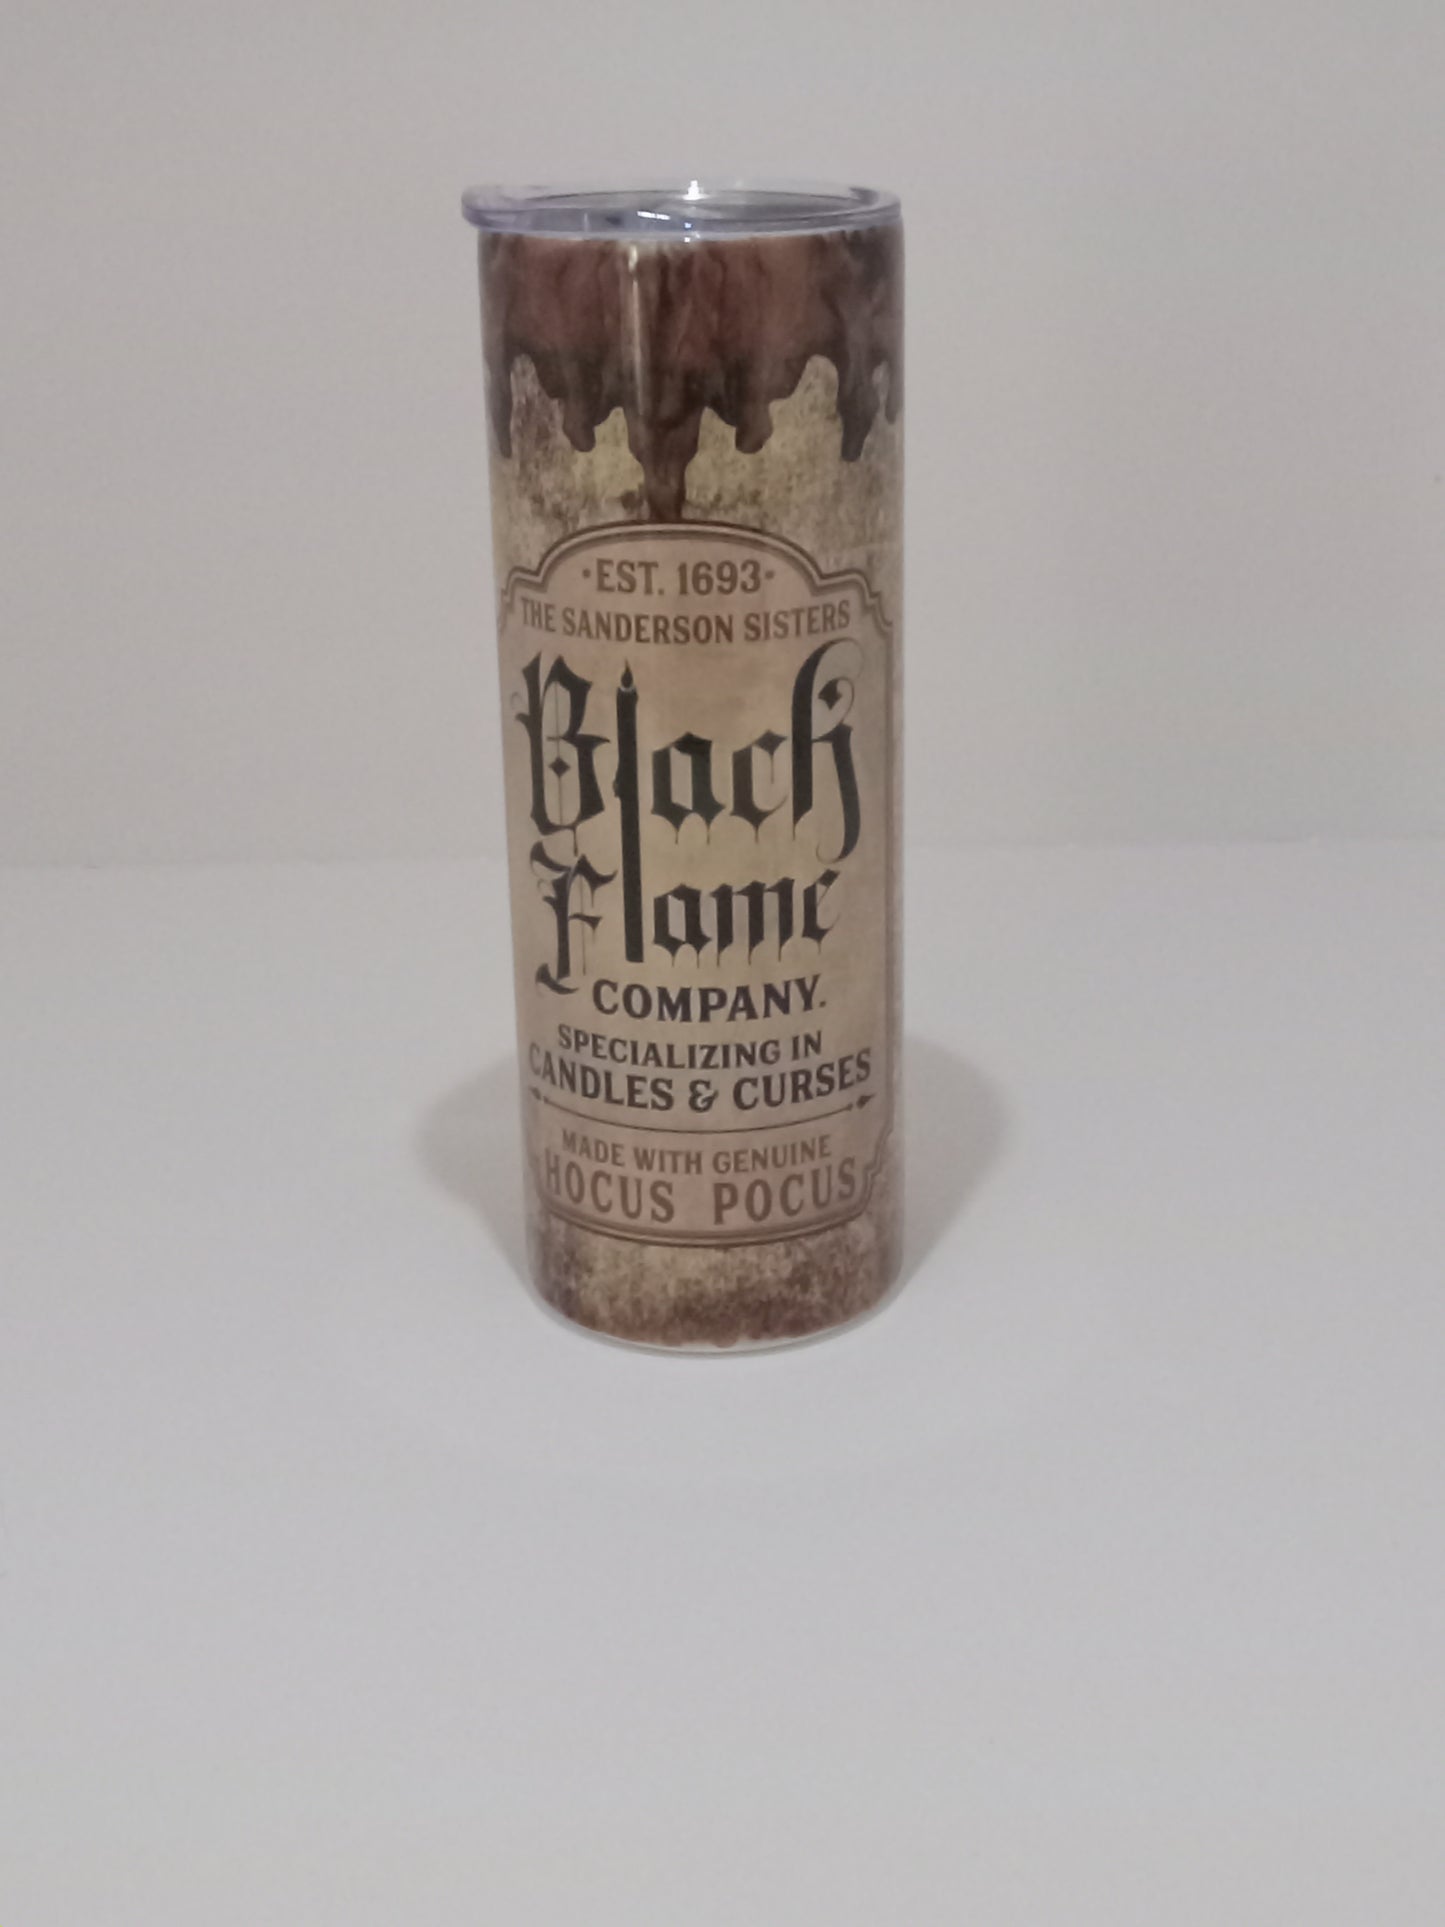 ·EST. 1693·
THE SANDERSON SISTERS
Black
Flame
COMPANY.
SPECIALIZING IN
CANDLES & CURSES
MADE WITH GENUINE
HOCUS POCUS